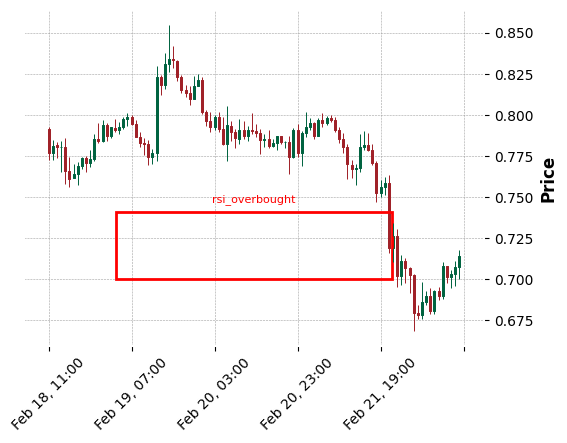 0.850
0.825
0.800
0.775
0.750
0.725
0.700
0.675
Price
rsi_overbought
Feb 18, 11:00
Feb 19, 07:00
Feb 20, 03:00
Feb 20, 23:00
Feb 21, 19:00